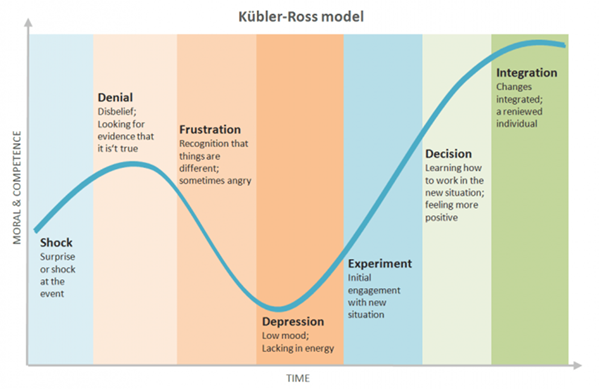 Kübler-Ross model
MORAL & COMPETENCE
Shock
Surprise
or shock
at the
event
Denial
Disbelief;
Looking for
evidence that
it is't true
Frustration
Recognition that
things are
different;
sometimes angry
Depression
Low mood;
Lacking in energy
Experiment
Initial
engagement
with new
situation
Decision
Learning how
to work in the
new situation;
feeling more
positive
Integration
Changes
integrated;
a reniewed
individual
TIME